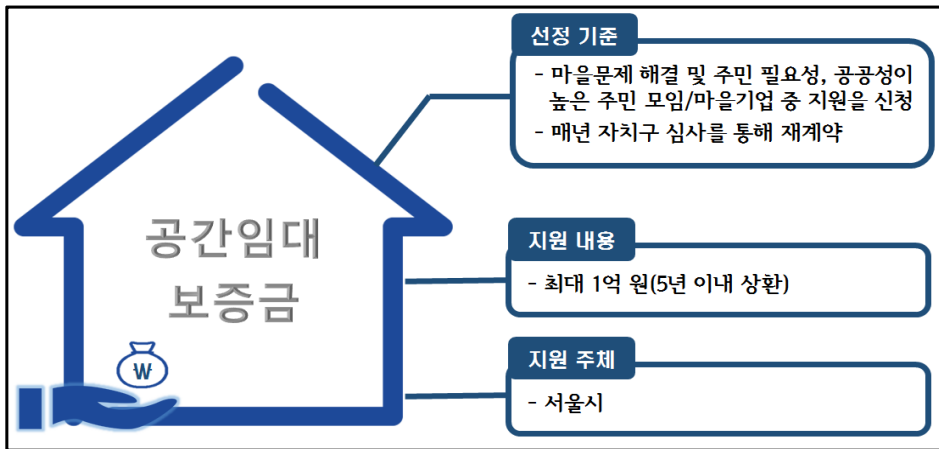 선정 기준
- 마을문제 해결 및 주민 필요성, 공공성이
높은 주민 모임/마을기업 중 지원을 신청
- 매년 자치구 심사를 통해 재계약
공간임대
보증금
지원 내용
- 최대 1억 원(5년 이내 상환)
지원 주체
- 서울시
₩